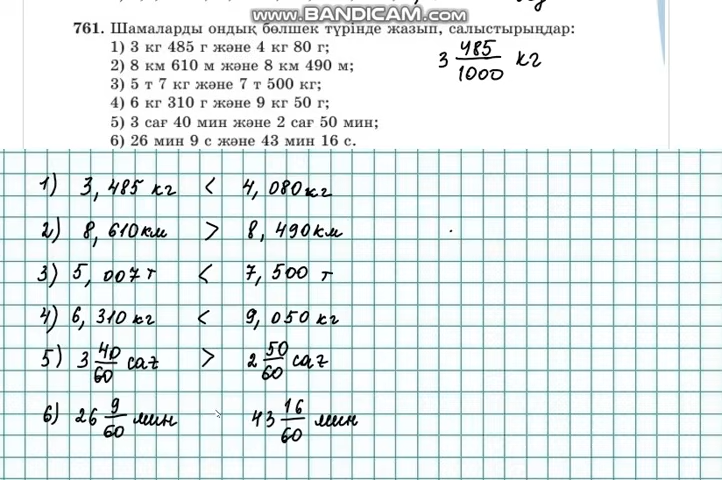 www.BANDICAM.com
761. Шамаларды ондық бөлшек түрінде жазып, салыстырыңдар:
1) 3 кг 485 г және 4 кг 80 г;
2) 8 км 610 м және 8 км 490 м;
3) 5 т 7 кг және 7 т 500 кг;
4) 6 кг 310 г және 9 кг 50 г;
5) 3 сағ 40 мин және 2 сағ 50 мин;
6) 26 мин 9 с және 43 мин 16 с.
3 485/1000 кг
1) 3,485 кг < 4,080 кг
2) 8,610 км > 8,490 км
3) 5,007 т < 7,500 т
4) 6,310 кг < 9,050 кг
5) 3 40/60 сағ > 2 50/60 сағ
6) 26 9/60 мин 43 16/60 мин